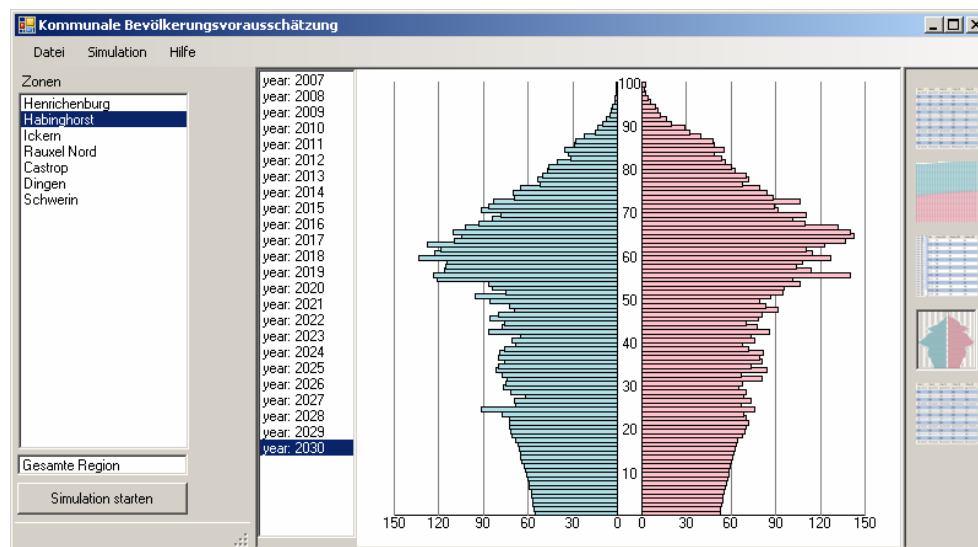 Kommunale Bevölkerungsvorausschätzung
Datei Simulation Hilfe
Zonen
Henrichenburg
Habinghorst
Ickern
Rauxel Nord
Castrop
Dingen
Schwerin
Gesamte Region
Simulation starten
year: 2007
year: 2008
year: 2009
year: 2010
year: 2011
year: 2012
year: 2013
year: 2014
year: 2015
year: 2016
year: 2017
year: 2018
year: 2019
year: 2020
year: 2021
year: 2022
year: 2023
year: 2024
year: 2025
year: 2026
year: 2027
year: 2028
year: 2029
year: 2030
100
90
80
70
60
50
40
30
20
10
150 120 90 60 30 0 0 30 60 90 120 150